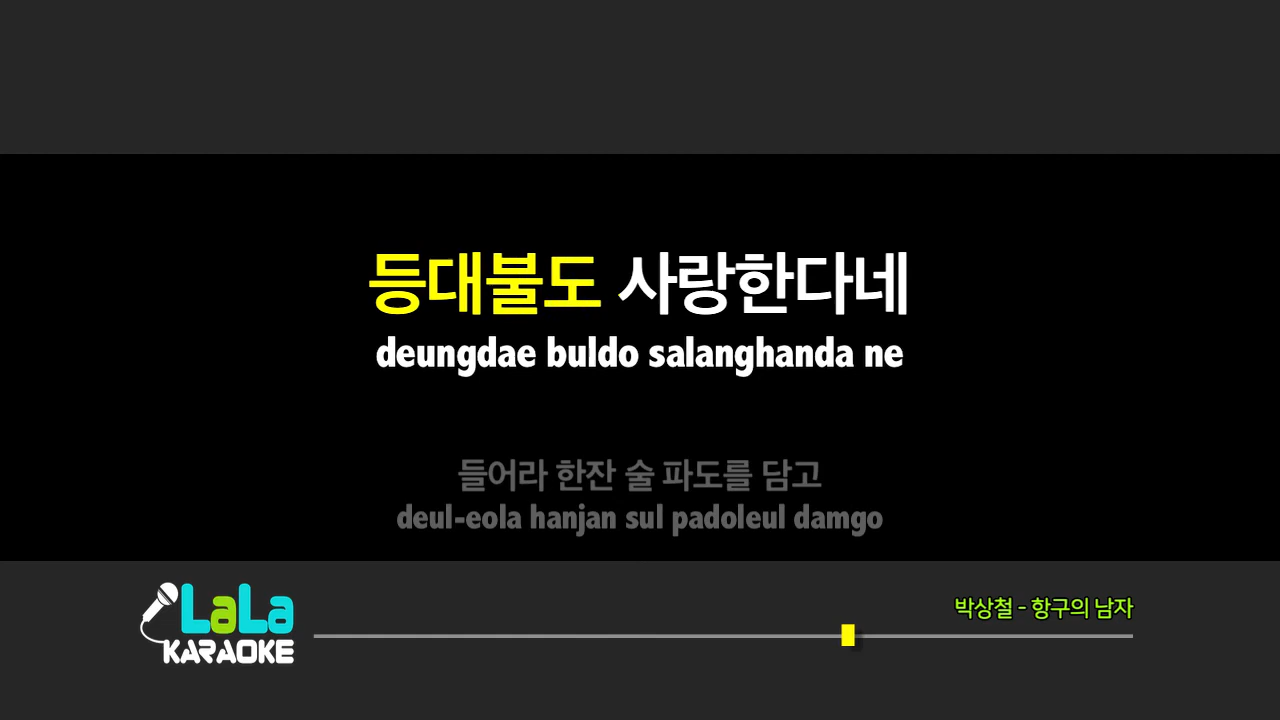 등대불도 사랑한다네
deungdae buldo salanghanda ne
들어라 한잔 술 파도를 담고
deul-eola hanjan sul padoleul damgo
LaLa
KARAOKE
박상철 - 항구의 남자